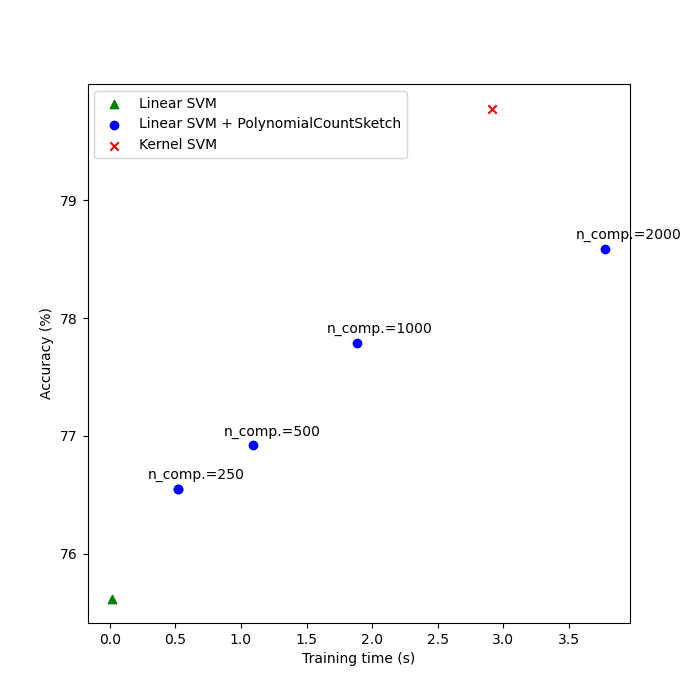 Linear SVM
Linear SVM + PolynomialCountSketch
Kernel SVM
n_comp.=2000
n_comp.=1000
n_comp.=500
n_comp.=250
Accuracy (%)
79
78
77
76
0.0 0.5 1.0 1.5 2.0 2.5 3.0 3.5
Training time (s)